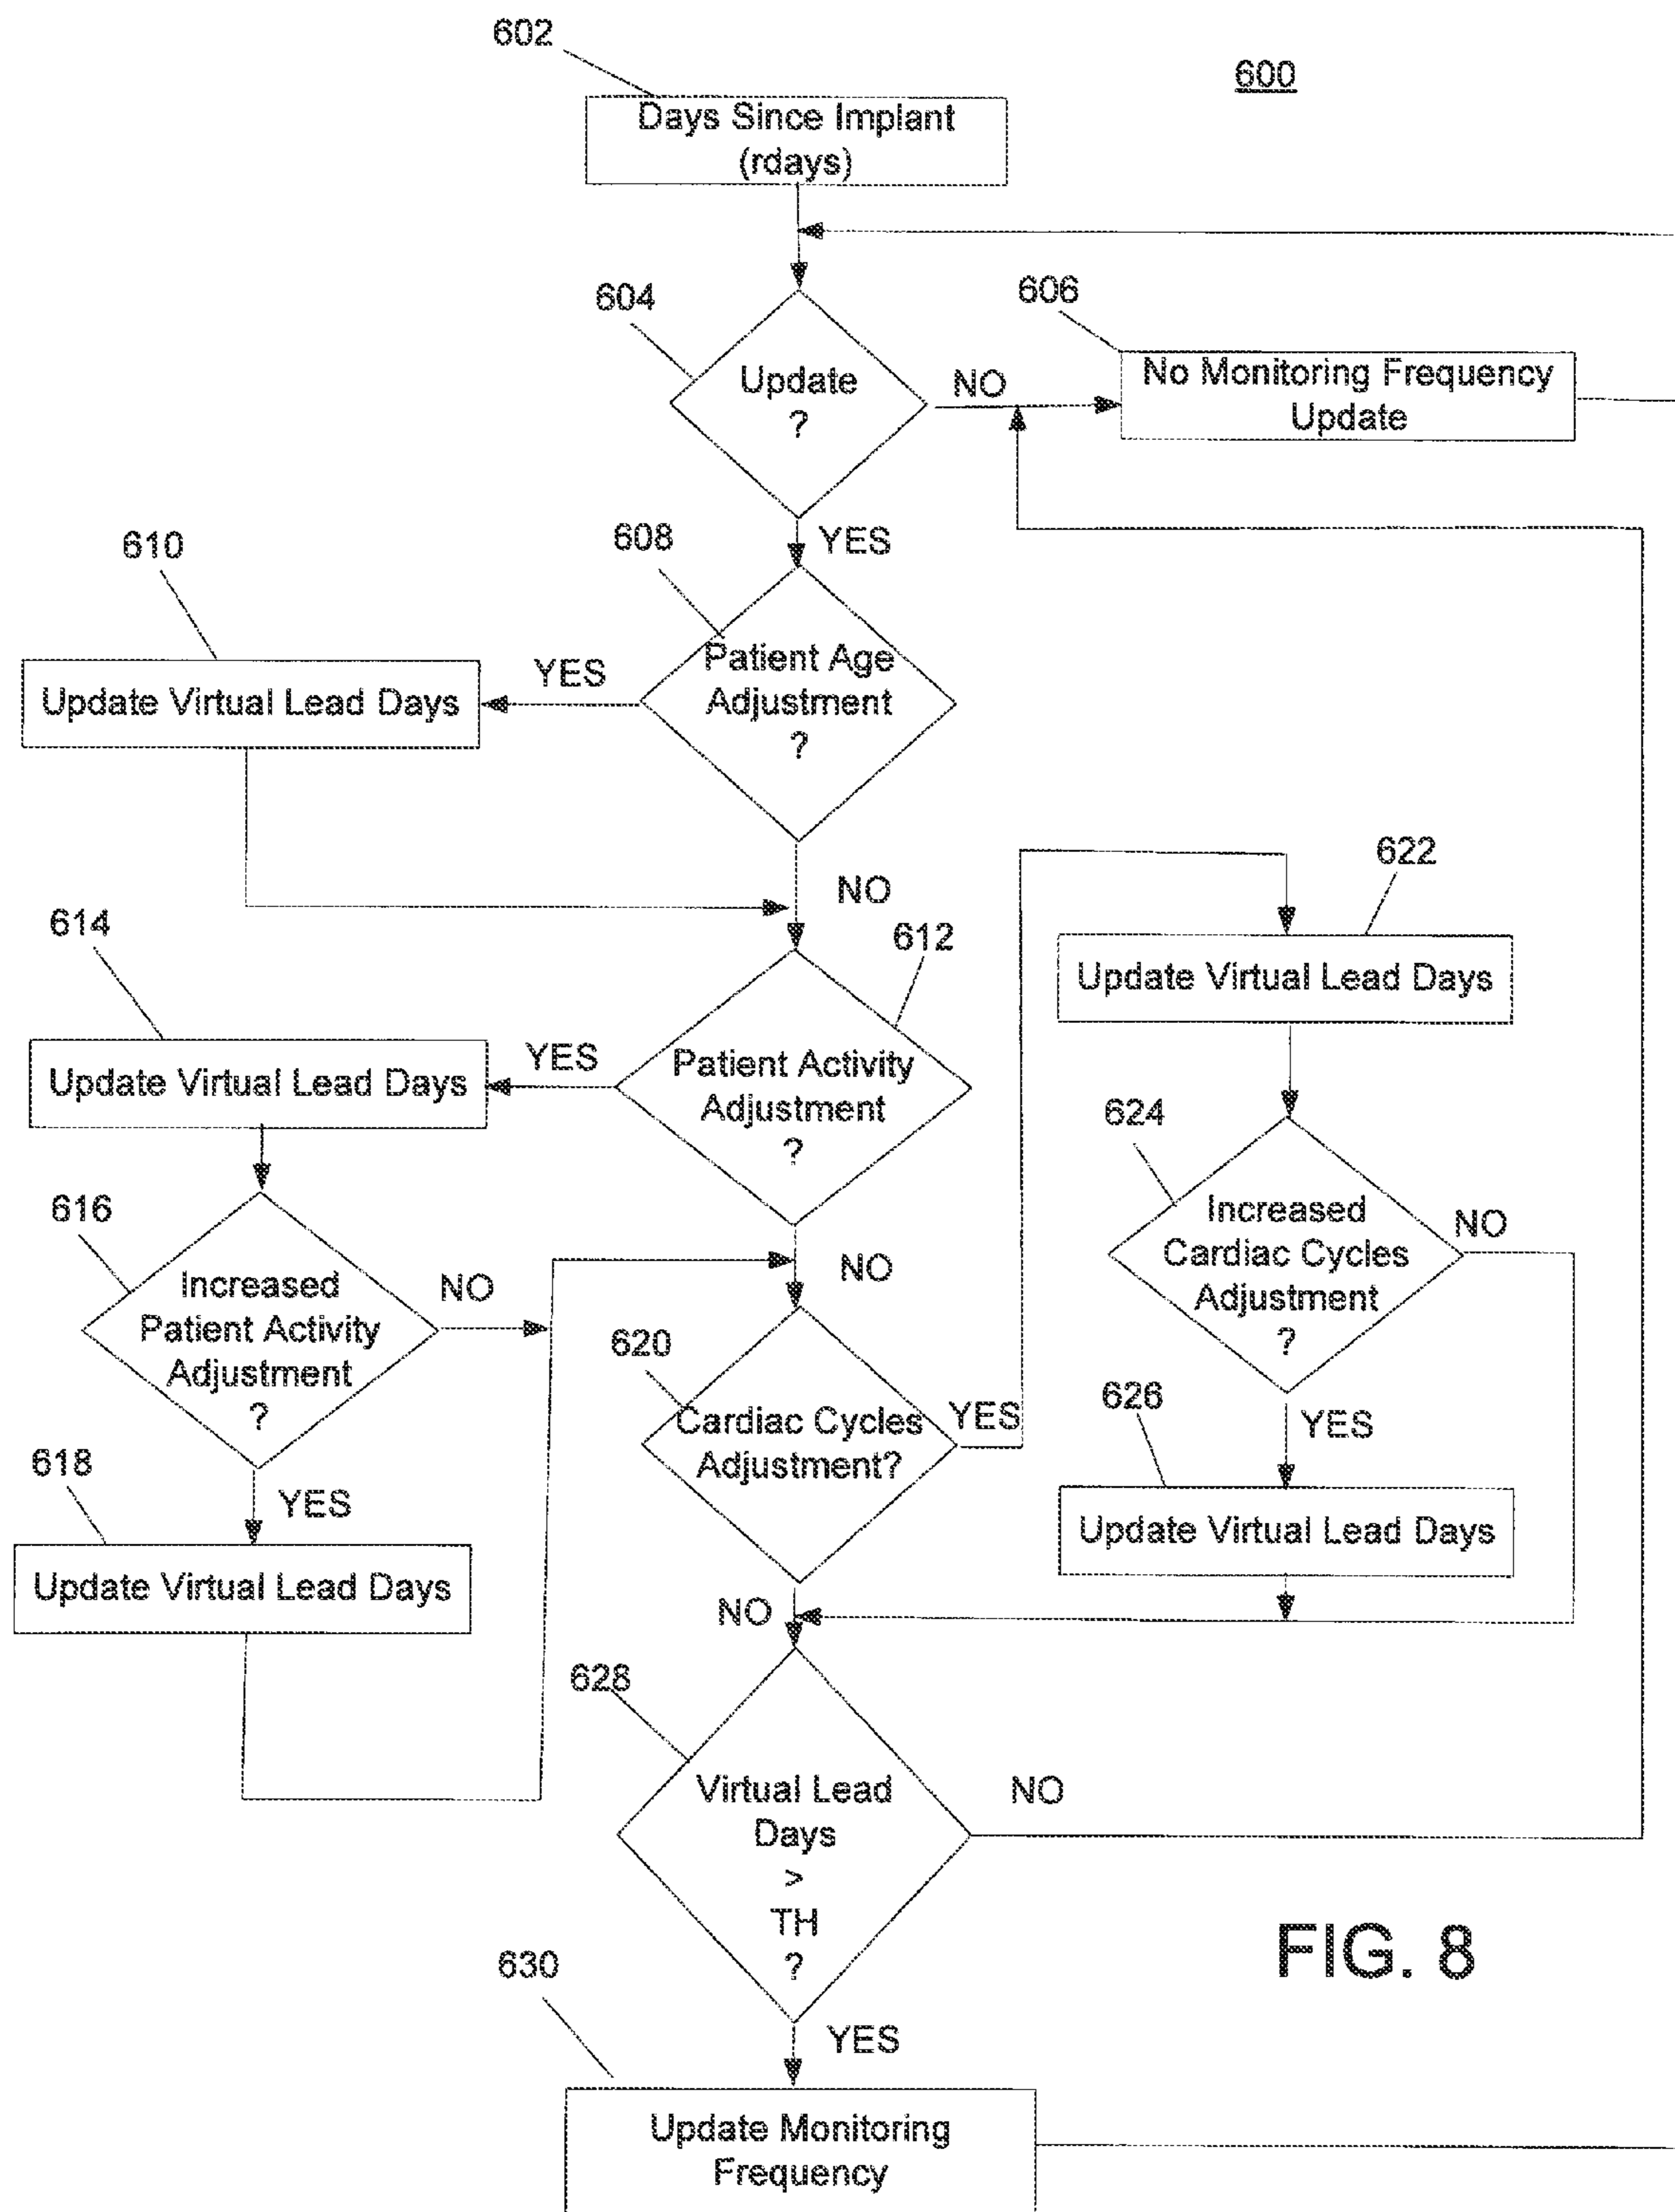 602
600
Days Since Implant
(rdays)
604
606
Update
?
NO
No Monitoring Frequency
Update
YES
608
610
Patient Age
Adjustment
?
YES
Update Virtual Lead Days
NO
622
614
612
Update Virtual Lead Days
Patient Activity
Adjustment
?
YES
Update Virtual Lead Days
624
616
Increased
Cardiac Cycles
Adjustment
?
NO
NO
Increased
Patient Activity
Adjustment
?
NO
620
626
Cardiac Cycles
Adjustment?
YES
YES
618
YES
Update Virtual Lead Days
Update Virtual Lead Days
NO
628
Virtual Lead
Days
>
TH
?
NO
FIG. 8
630
YES
Update Monitoring
Frequency